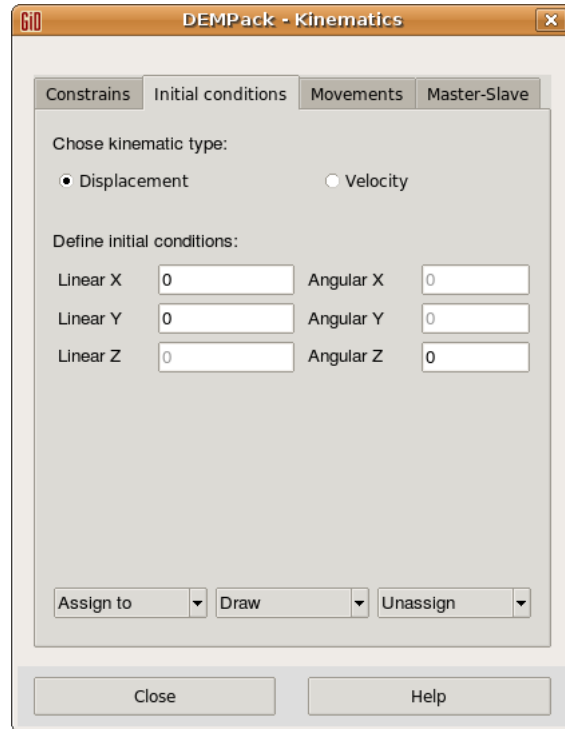 GiD DEMPack - Kinematics
Constrains Initial conditions Movements Master-Slave
Chose kinematic type:
Displacement Velocity
Define initial conditions:
Linear X 0 Angular X 0
Linear Y 0 Angular Y 0
Linear Z 0 Angular Z 0
Assign to Draw Unassign
Close Help